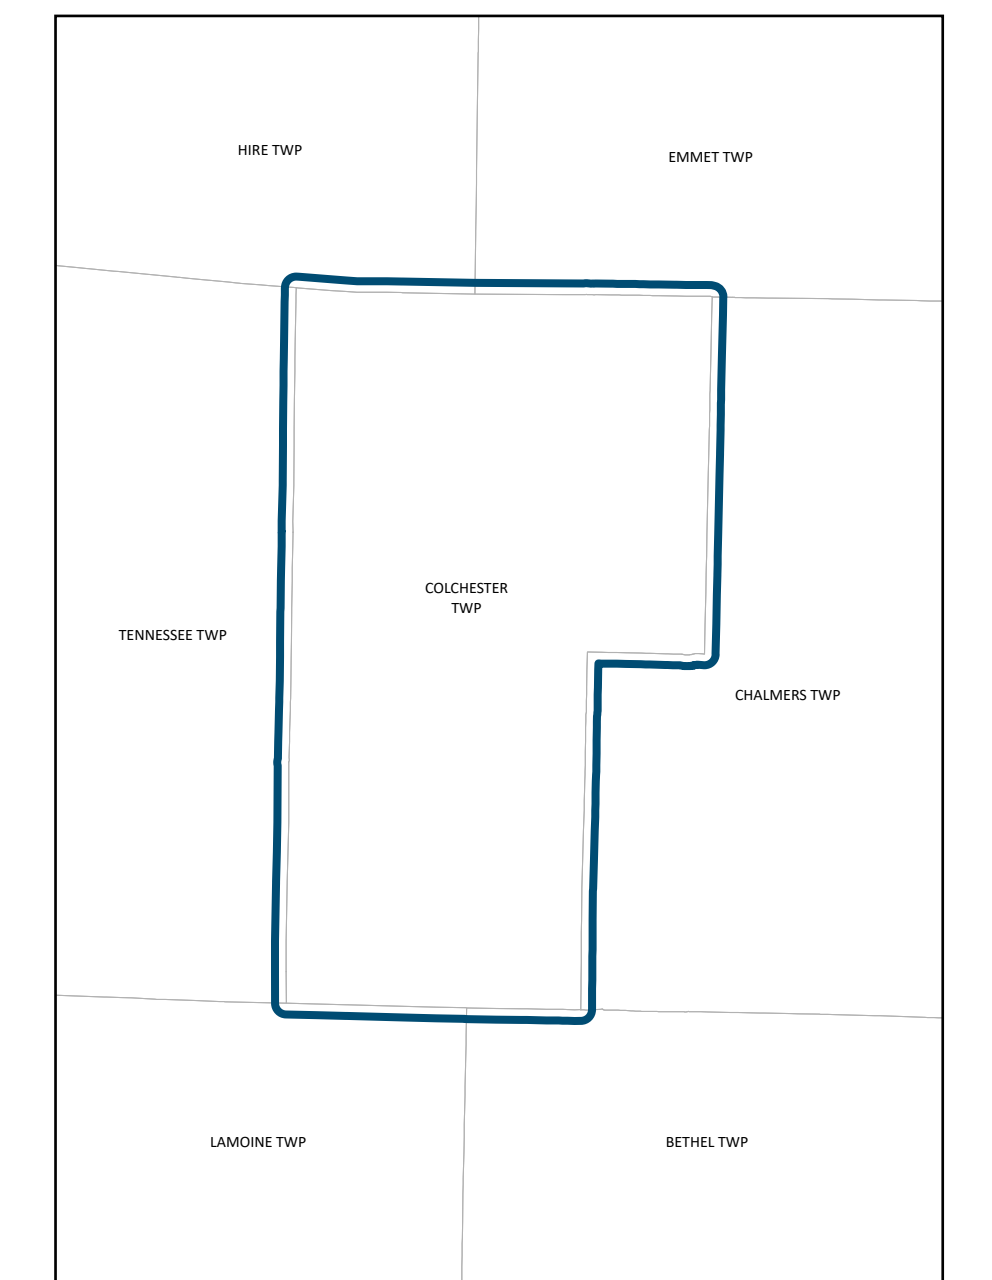 HIRE TWP
EMMET TWP
COLCHESTER
TWP
TENNESSEE TWP
CHALMERS TWP
LAMOINE TWP
BETHEL TWP